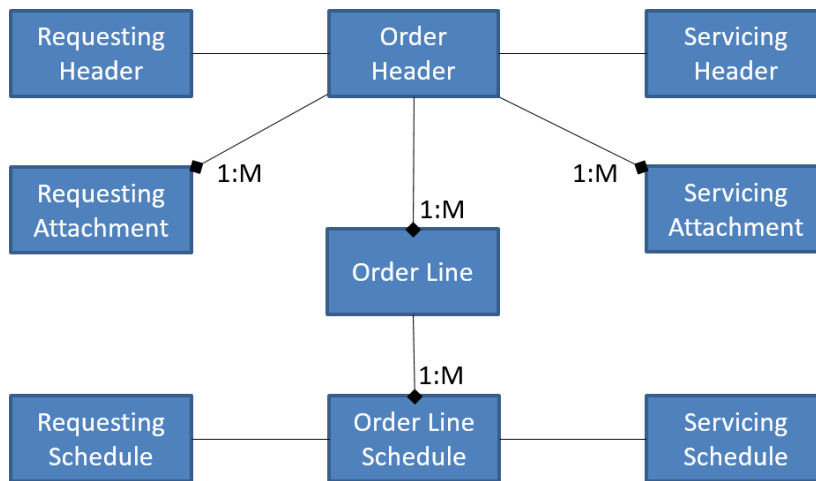 Requesting
Header
Order
Header
Servicing
Header
1:M
1:M
Requesting
Attachment
1:M
Servicing
Attachment
Order Line
1:M
Requesting
Schedule
Order Line
Schedule
Servicing
Schedule